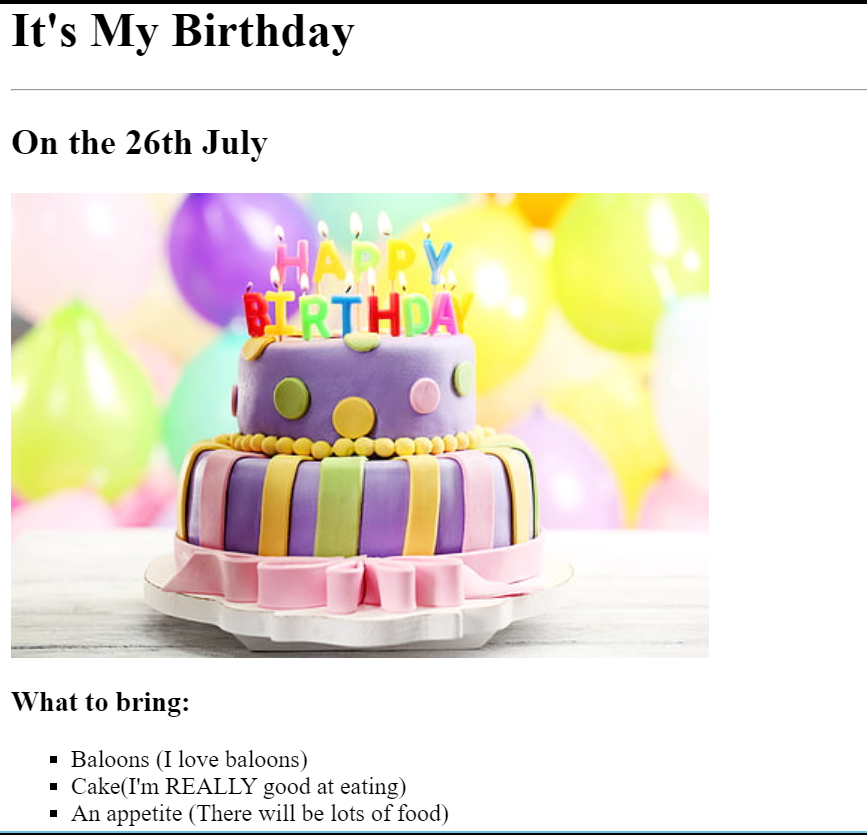 It's My Birthday
On the 26th July
HAPPY
BIRTHDAY
What to bring:
Baloons (I love baloons)
Cake(I'm REALLY good at eating)
An appetite (There will be lots of food)